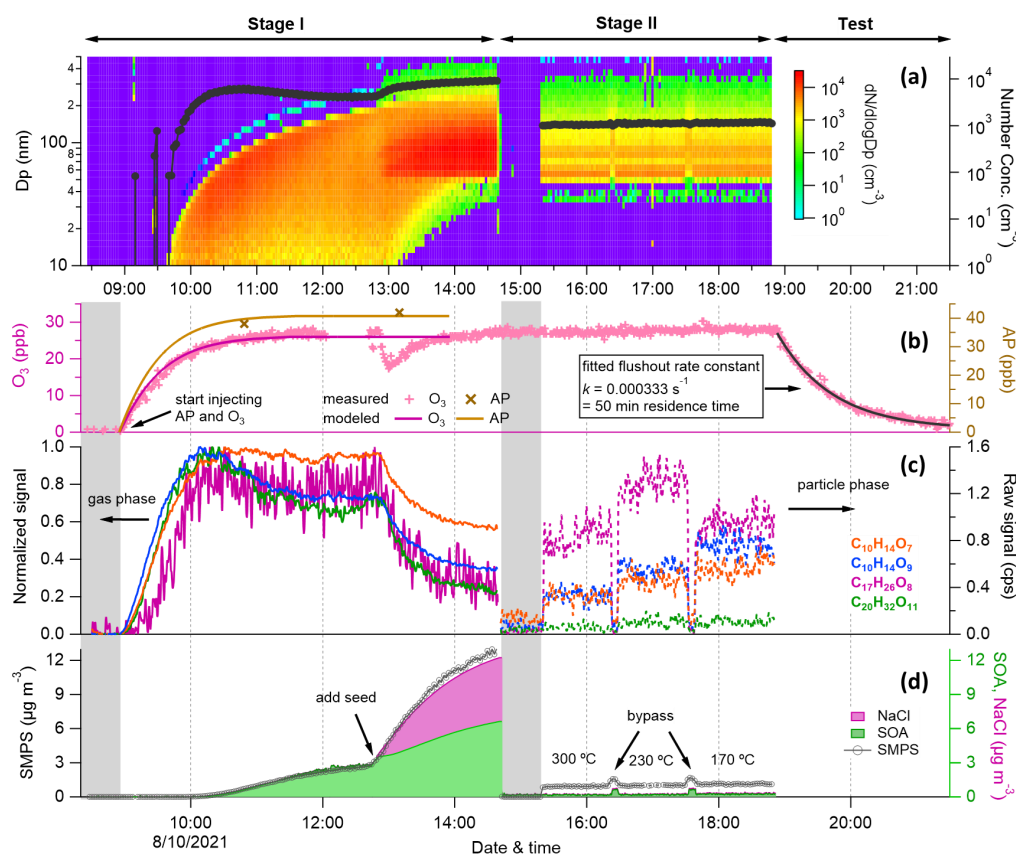 Stage I
Stage II
Test
(a)
Dp (nm)
4
2
100
8
6
4
2
10
10⁴
10³
10²
10¹
10⁰
dN/dlogDp (cm⁻³)
10⁴
10³
10²
10¹
10⁰
Number Conc. (cm⁻³)
09:00 10:00 11:00 12:00 13:00 14:00 15:00 16:00 17:00 18:00 19:00 20:00 21:00
(b)
O₃ (ppb)
30
20
10
0
AP (ppb)
40
30
20
10
0
start injecting
AP and O₃
measured O₃ AP
modeled O₃ AP
fitted flushout rate constant
k = 0.000333 s⁻¹
= 50 min residence time
(c)
Normalized signal
1.0
0.8
0.6
0.4
0.2
0.0
Raw signal (cps)
1.6
1.2
0.8
0.4
0.0
gas phase
particle phase
C₁₀H₁₄O₇
C₁₀H₁₄O₉
C₁₇H₂₆O₈
C₂₀H₃₂O₁₁
(d)
SMPS (µg m⁻³)
12
9
6
3
0
SOA, NaCl (µg m⁻³)
12
9
6
3
0
add seed
bypass
300 ºC
230 ºC
170 ºC
NaCl
SOA
SMPS
10:00 12:00 14:00 16:00 18:00 20:00
8/10/2021
Date & time